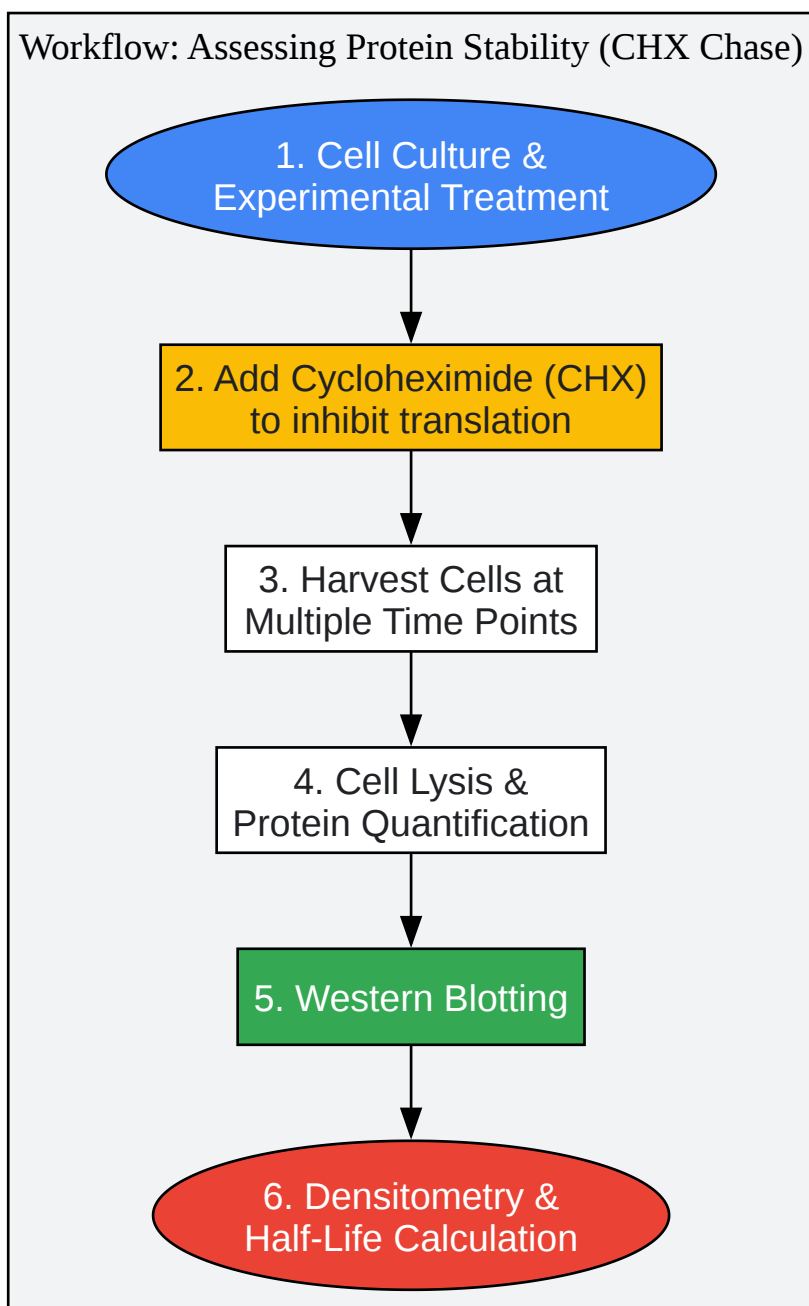 Workflow: Assessing Protein Stability (CHX Chase)
1. Cell Culture &
Experimental Treatment
2. Add Cycloheximide (CHX)
to inhibit translation
3. Harvest Cells at
Multiple Time Points
4. Cell Lysis &
Protein Quantification
5. Western Blotting
6. Densitometry &
Half-Life Calculation